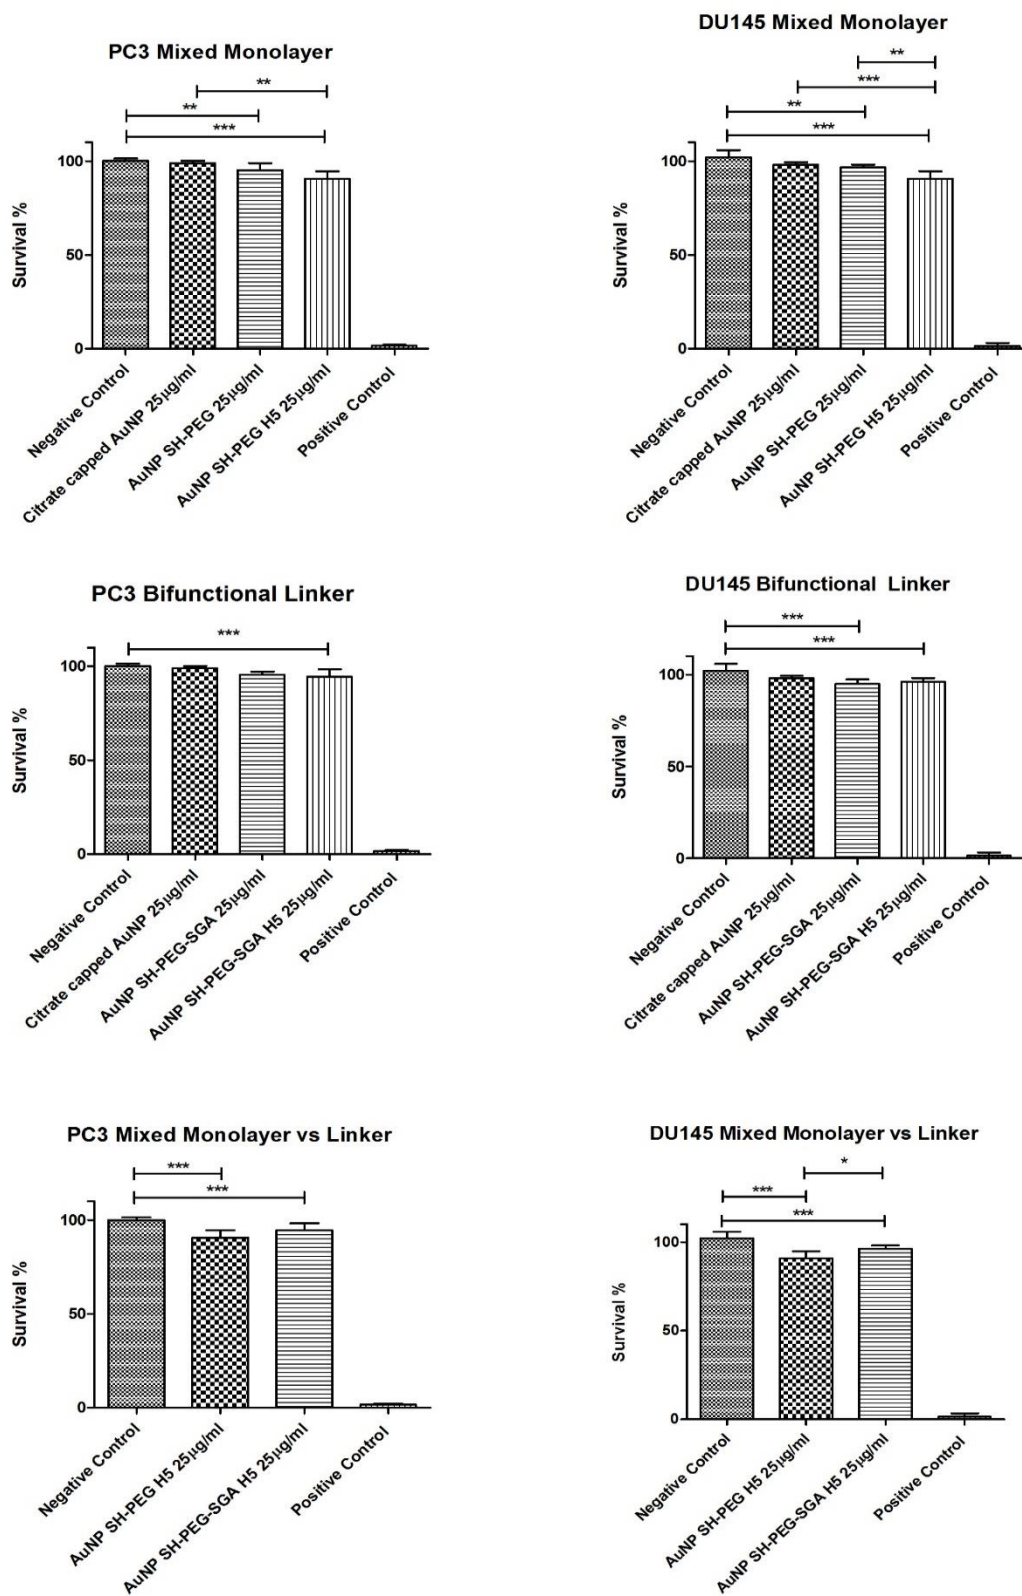 PC3 Mixed Monolayer
**
**
***
Survival %
100
50
0
Negative Control
Citrate capped AuNP 25µg/ml
AuNP SH-PEG 25µg/ml
AuNP SH-PEG H5 25µg/ml
Positive Control
DU145 Mixed Monolayer
**
***
**
***
Survival %
100
50
0
Negative Control
Citrate capped AuNP 25µg/ml
AuNP SH-PEG 25µg/ml
AuNP SH-PEG H5 25µg/ml
Positive Control
PC3 Bifunctional Linker
***
Survival %
100
50
0
Negative Control
Citrate capped AuNP 25µg/ml
AuNP SH-PEG-SGA 25µg/ml
AuNP SH-PEG-SGA H5 25µg/ml
Positive Control
DU145 Bifunctional Linker
***
***
Survival %
100
50
0
Negative Control
Citrate capped AuNP 25µg/ml
AuNP SH-PEG-SGA 25µg/ml
AuNP SH-PEG-SGA H5 25µg/ml
Positive Control
PC3 Mixed Monolayer vs Linker
***
***
Survival %
100
50
0
Negative Control
AuNP SH-PEG H5 25µg/ml
AuNP SH-PEG-SGA H5 25µg/ml
Positive Control
DU145 Mixed Monolayer vs Linker
*
***
***
Survival %
100
50
0
Negative Control
AuNP SH-PEG H5 25µg/ml
AuNP SH-PEG-SGA H5 25µg/ml
Positive Control